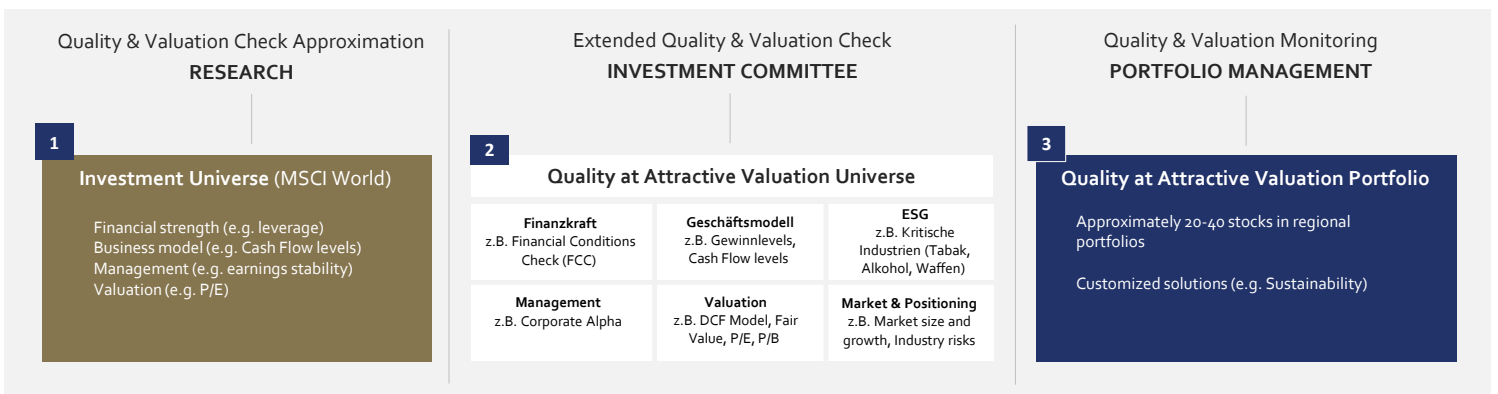 Quality & Valuation Check Approximation
RESEARCH
1
Investment Universe (MSCI World)
Financial strength (e.g. leverage)
Business model (e.g. Cash Flow levels)
Management (e.g. earnings stability)
Valuation (e.g. P/E)
Extended Quality & Valuation Check
INVESTMENT COMMITTEE
2
Quality at Attractive Valuation Universe
Finanzkraft
z.B. Financial Conditions
Check (FCC)
Geschäftsmodell
z.B. Gewinnlevels,
Cash Flow levels
ESG
z.B. Kritische
Industrien (Tabak,
Alkohol, Waffen)
Management
z.B. Corporate Alpha
Valuation
z.B. DCF Model, Fair
Value, P/E, P/B
Market & Positioning
z.B. Market size and
growth, Industry risks
Quality & Valuation Monitoring
PORTFOLIO MANAGEMENT
3
Quality at Attractive Valuation Portfolio
Approximately 20-40 stocks in regional
portfolios
Customized solutions (e.g. Sustainability)